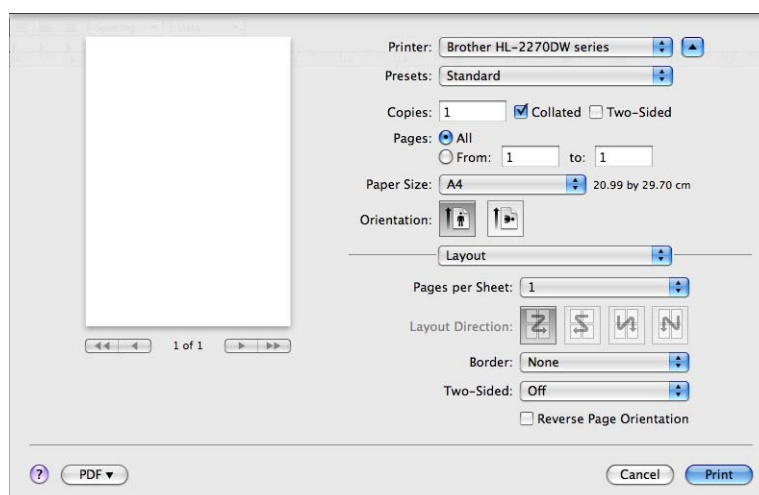 Printer: Brother HL-2270DW series
Presets: Standard
Copies: 1 Collated Two-Sided
Pages: All
From: 1 to: 1
Paper Size: A4 20.99 by 29.70 cm
Orientation:
Layout
Pages per Sheet: 1
Layout Direction:
1 of 1
Border: None
Two-Sided: Off
Reverse Page Orientation
? PDF Cancel Print